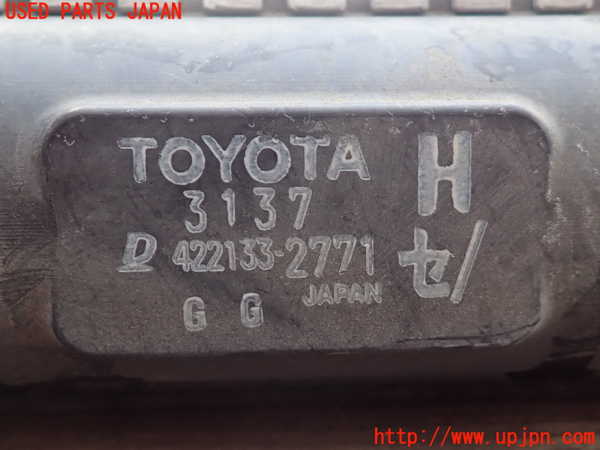 USED PARTS JAPAN
TOYOTA H
3137
D 422133-2771 セ/
G G JAPAN
http://www.upjpn.com/